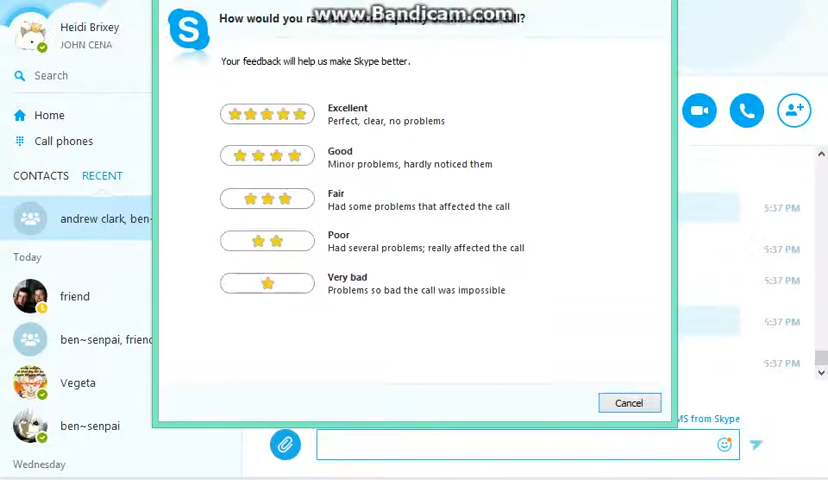 www.Bandicam.com
How would you
call?
Heidi Brixey
JOHN CENA
Your feedback will help us make Skype better.
Search
Excellent
Perfect, clear, no problems
Home
Call phones
Good
Minor problems, hardly noticed them
CONTACTS RECENT
Fair
Had some problems that affected the call
5:37 PM
andrew clark, ben~
Poor
Had several problems; really affected the call
5:37 PM
Today
Very bad
Problems so bad the call was impossible
5:37 PM
friend
5:37 PM
ben~senpai, friend
5:37 PM
Vegeta
Cancel
MS from Skype
ben~senpai
Wednesday